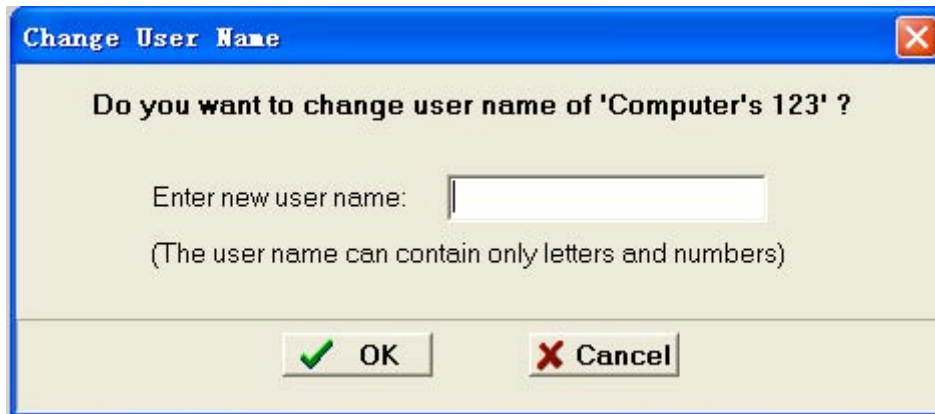 Change User Name
Do you want to change user name of 'Computer's 123' ?
Enter new user name:
(The user name can contain only letters and numbers)
OK
Cancel